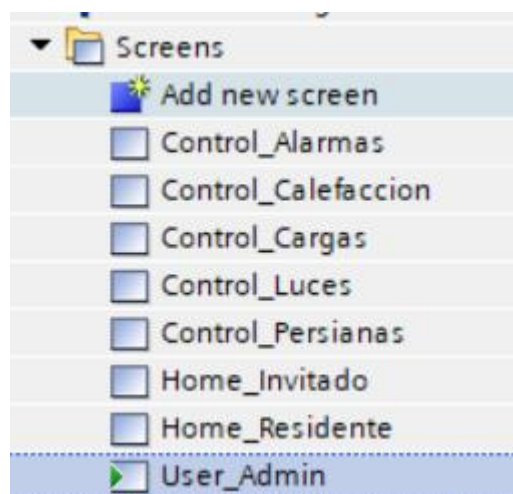 Screens
Add new screen
Control_Alarmas
Control_Calefaccion
Control_Cargas
Control_Luces
Control_Persianas
Home_Invitado
Home_Residente
User_Admin